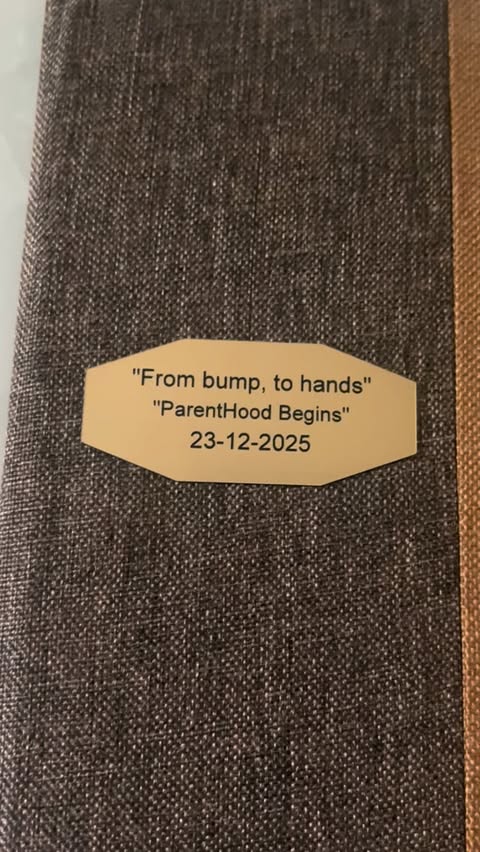 "From bump, to hands"
"ParentHood Begins"
23-12-2025